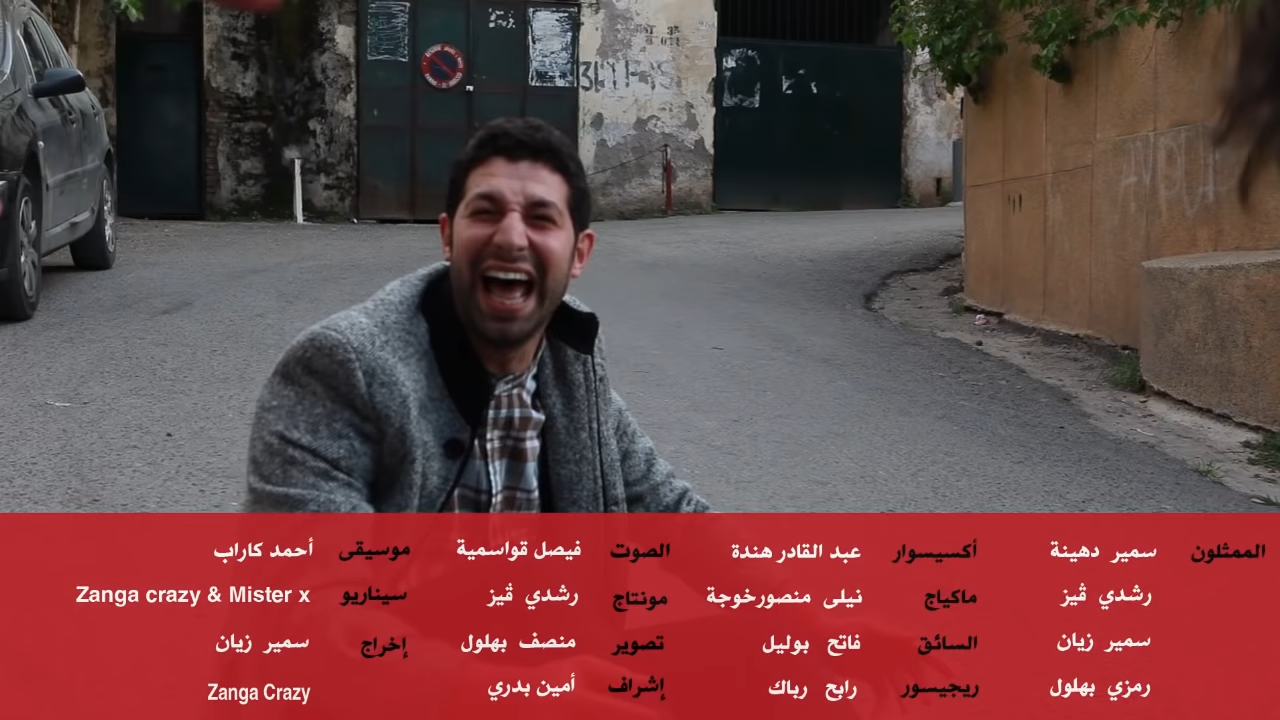 الممثلون سمير دهينة أكسيسوار عبد القادر هندة الصوت فيصل قواسمية موسيقى أحمد كاراب
رشدي ڤيز ماكياج نيلى منصورخوجة مونتاج رشدي ڤيز سيناريو Zanga crazy & Mister x
سمير زيان السائق فاتح بوليل تصوير منصف بهلول إخراج سمير زيان
رمزي بهلول ريجيسور رابح رباك إشراف أمين بدري Zanga Crazy